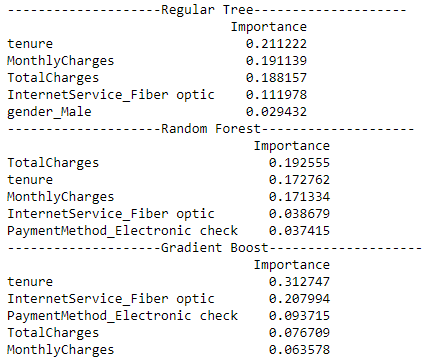 --------------------Regular Tree--------------------
Importance
tenure 0.211222
MonthlyCharges 0.191139
TotalCharges 0.188157
InternetService_Fiber optic 0.111978
gender_Male 0.029432
--------------------Random Forest--------------------
Importance
TotalCharges 0.192555
tenure 0.172762
MonthlyCharges 0.171334
InternetService_Fiber optic 0.038679
PaymentMethod_Electronic check 0.037415
--------------------Gradient Boost--------------------
Importance
tenure 0.312747
InternetService_Fiber optic 0.207994
PaymentMethod_Electronic check 0.093715
TotalCharges 0.076709
MonthlyCharges 0.063578